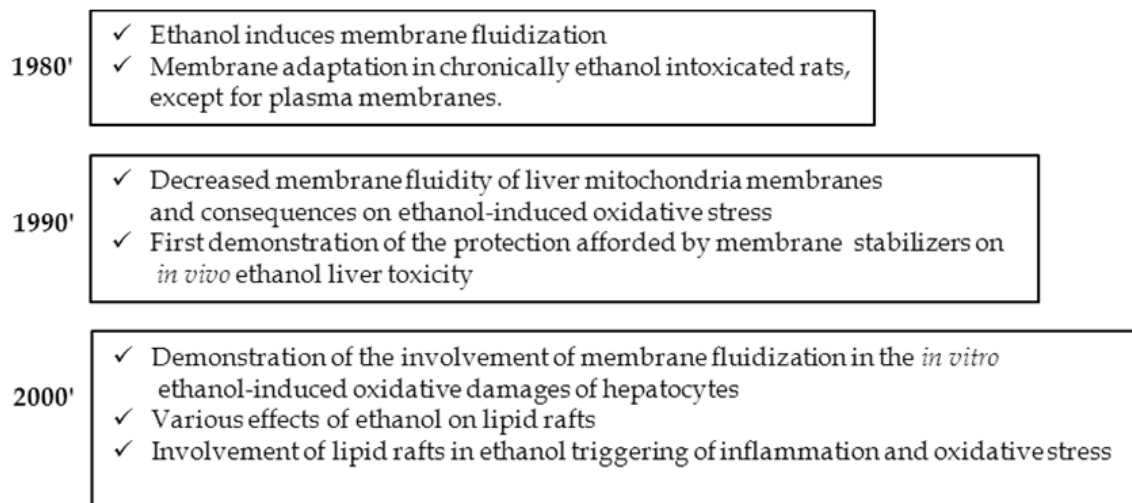 1980'
✓ Ethanol induces membrane fluidization
✓ Membrane adaptation in chronically ethanol intoxicated rats,
except for plasma membranes.
1990'
✓ Decreased membrane fluidity of liver mitochondria membranes
and consequences on ethanol-induced oxidative stress
✓ First demonstration of the protection afforded by membrane stabilizers on
in vivo ethanol liver toxicity
2000'
✓ Demonstration of the involvement of membrane fluidization in the in vitro
ethanol-induced oxidative damages of hepatocytes
✓ Various effects of ethanol on lipid rafts
✓ Involvement of lipid rafts in ethanol triggering of inflammation and oxidative stress